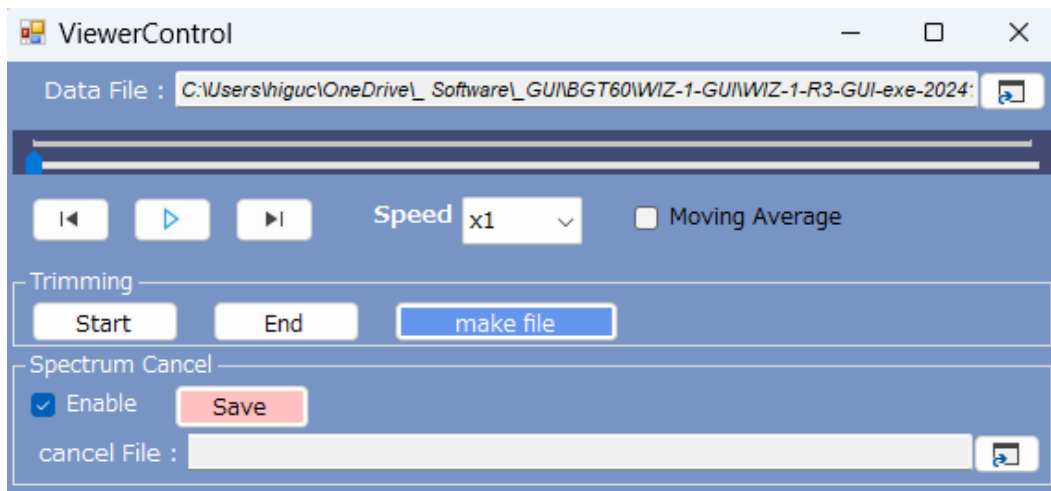 ViewerControl
Data File : C:\Users\higuc\OneDrive\_ Software\_GUI\BGT60\WIZ-1-GUI\WIZ-1-R3-GUI-exe-2024
Speed x1 Moving Average
Trimming
Start End make file
Spectrum Cancel
Enable Save
cancel File :